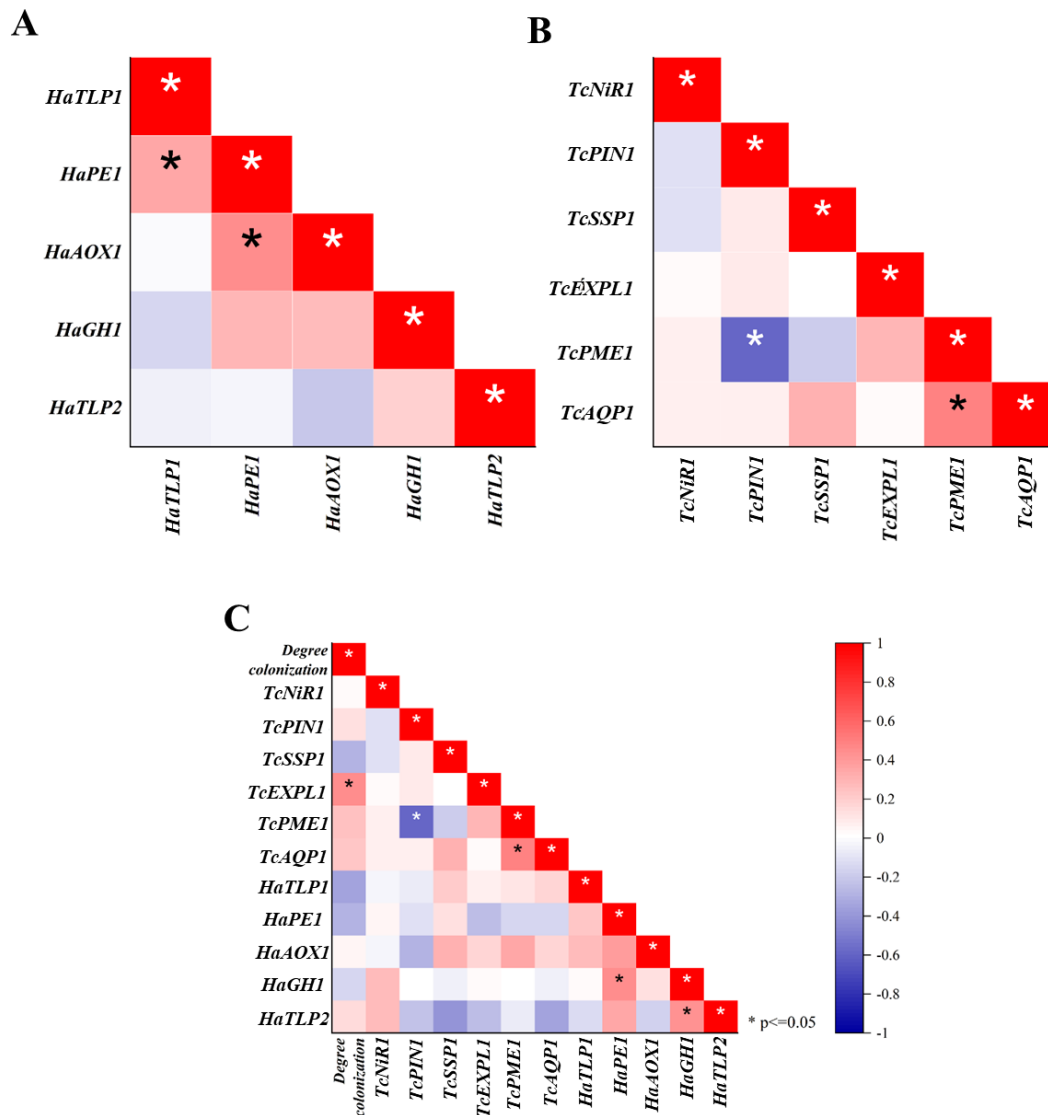 A
HaTLP1
HaPE1
HaAOX1
HaGH1
HaTLP2
HaTLP1
HaPE1
HaAOX1
HaGH1
HaTLP2
B
TcNiR1
TcPIN1
TcSSP1
TcÉXPL1
TcPME1
Tc'AQP1
TcNiR1
TcPIN1
TcSSP1
TcEXPL1
TcPME1
TcAQP1
C
Degree
colonization
TcNiR1
TcPIN1
TcSSP1
TcEXPL1
TcPME1
TcAQP1
HaTLP1
HaPE1
HaAOX1
HaGH1
HaTLP2
Degree
colonization
TcNiR1
TcPIN1
TcSSP1
TcEXPL1
TcPME1
TcAQP1
HaTLP1
HaPE1
HaAOX1
HaGH1
HaTLP2
* p<=0.05
1
0.8
0.6
0.4
0.2
0
-0.2
-0.4
-0.6
-0.8
-1